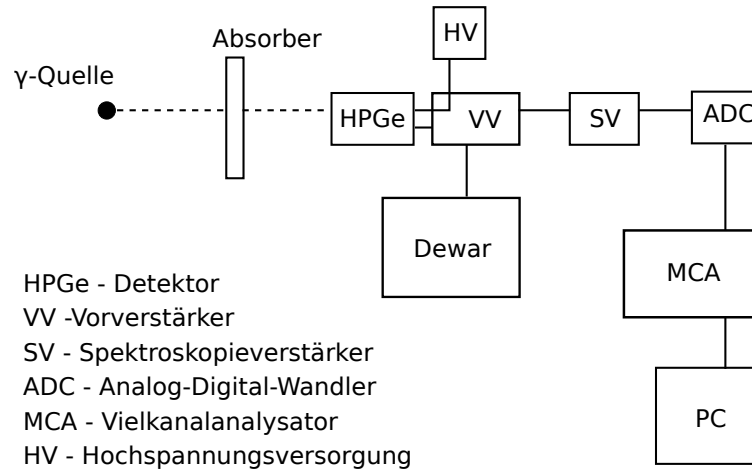 HV
Absorber
γ-Quelle
HPGe
VV
SV
ADC
Dewar
MCA
HPGe - Detektor
VV -Vorverstärker
SV - Spektroskopieverstärker
ADC - Analog-Digital-Wandler
MCA - Vielkanalanalysator
HV - Hochspannungsversorgung
PC